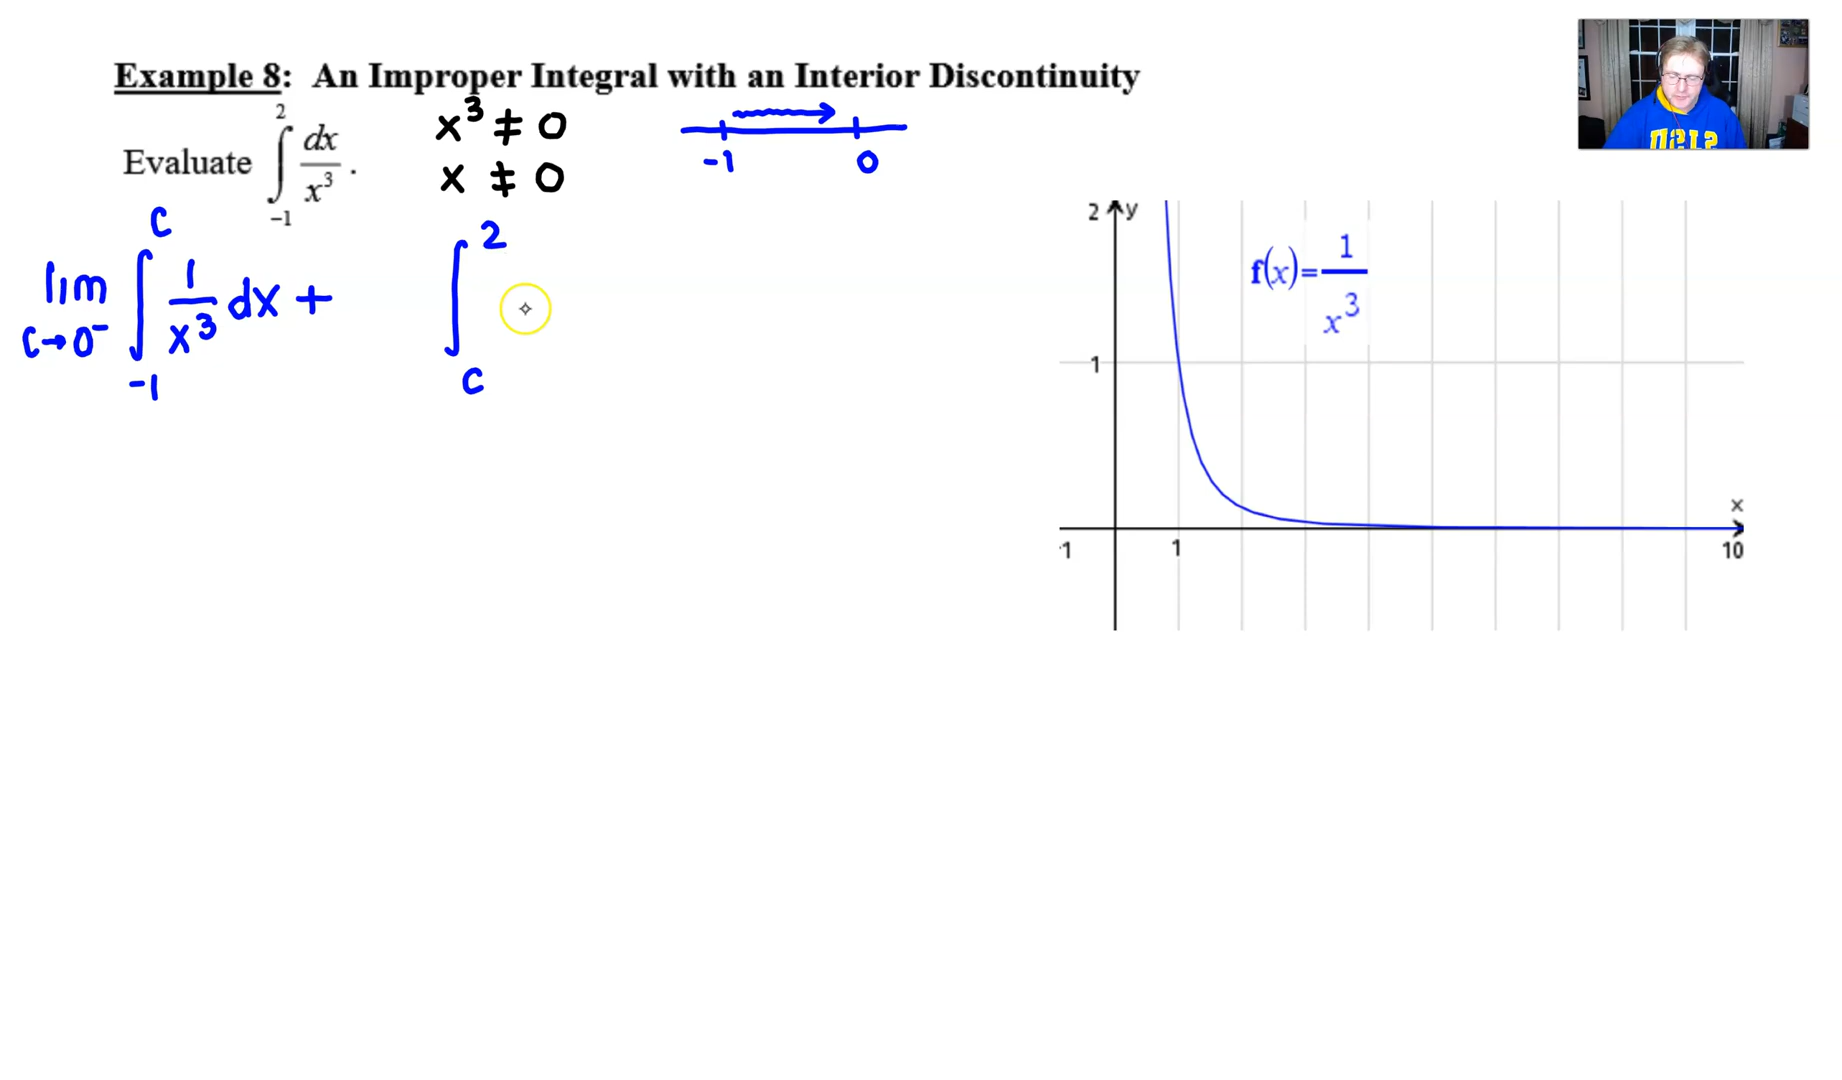 Example 8: An Improper Integral with an Interior Discontinuity
Evaluate ∫_{-1}^{2} dx/x³ .
x³ ≠ 0
x ≠ 0
-1 0
lim_{c→0⁻} ∫_{-1}^{c} 1/x³ dx + ∫_{c}^{2}
2 y
f(x)=1/x³
1
x
-1 1 10